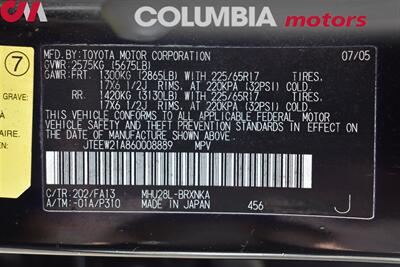 COLUMBIA motors
CM
7
GRAVE:
AIRE.
MFD. BY: TOYOTA MOTOR CORPORATION 07/05
GVWR: 2575KG (5675LB)
GAWR: FRT. 1300KG (2865LB) WITH 225/65R17 TIRES,
17X6 1/2J RIMS, AT 220KPA (32PSI) COLD.
RR. 1420KG (3130LB) WITH 225/65R17 TIRES,
17X6 1/2J RIMS, AT 220KPA (32PSI) COLD.
THIS VEHICLE CONFORMS TO ALL APPLICABLE FEDERAL
MOTOR VEHICLE SAFETY STANDARDS IN EFFECT ON THE
DATE OF MANUFACTURE SHOWN ABOVE.
JTEEW21A860008889 MPV
C/TR: 202/FA13 MHU28L-BRXNKA
A/TM: -01A/P310 MADE IN JAPAN 456 J